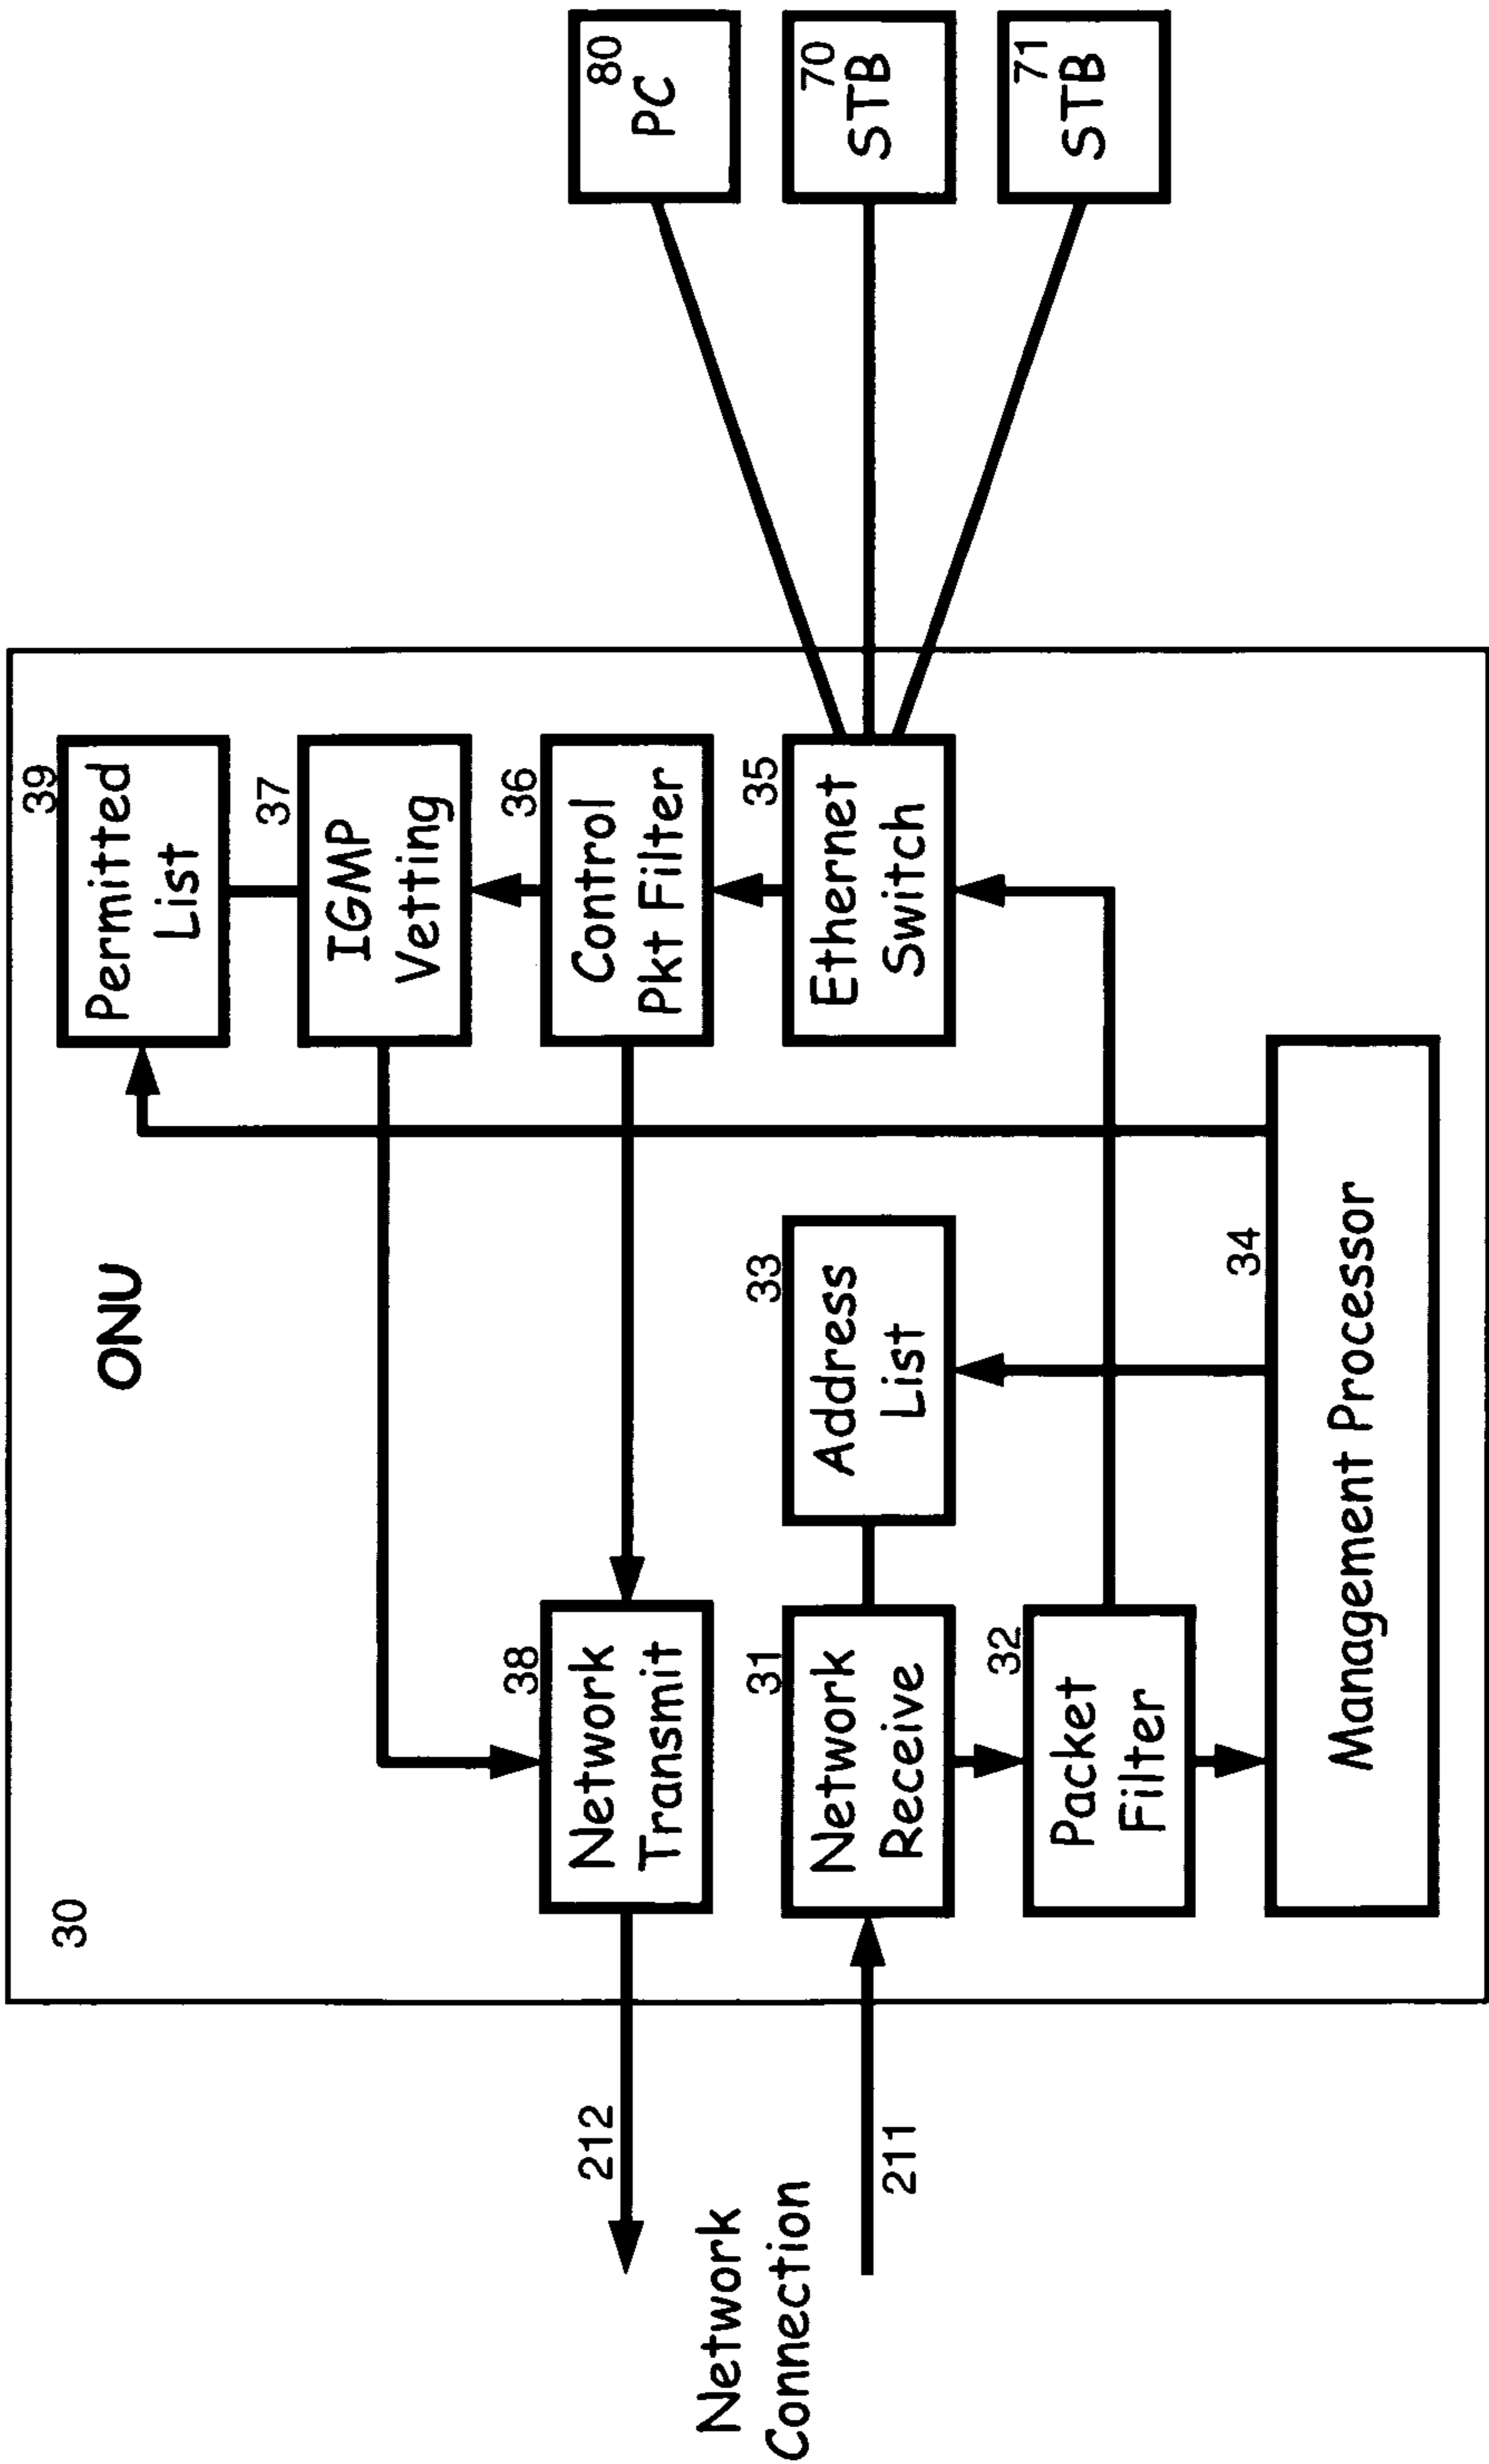 30
ONU
39
Permitted
List
37
IGMP
Vetting
38
Network
Transmit
36
Control
Pkt Filter
80
PC
212
Network
Connection
211
31
Network
Receive
33
Address
List
35
Ethernet
Switch
70
STB
32
Packet
Filter
71
STB
34
Management Processor